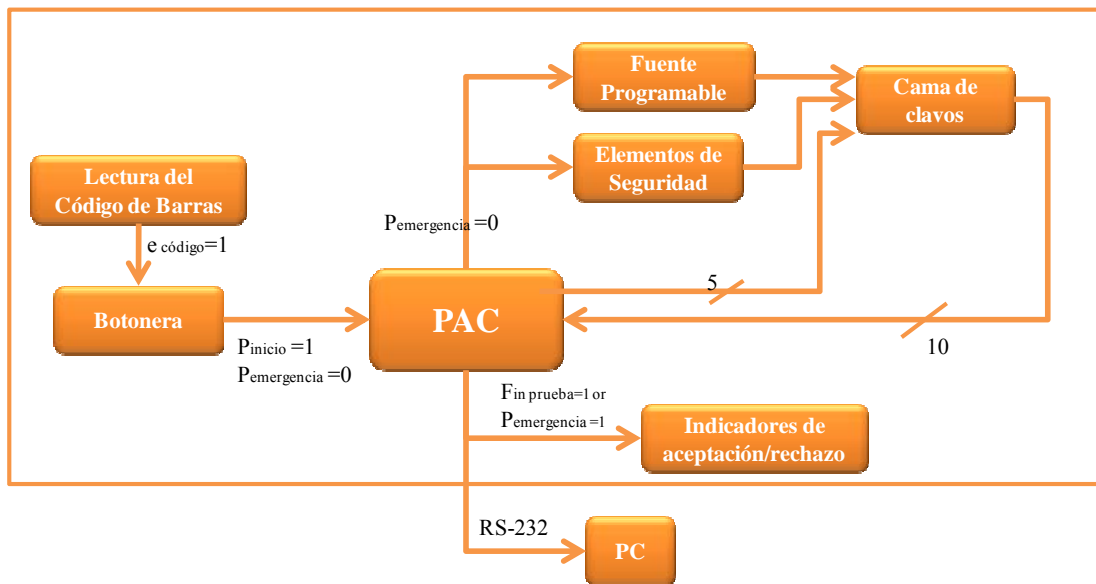 Fuente
Programable
Cama de
clavos
Elementos de
Seguridad
Lectura del
Código de Barras
e código=1
Pemergencia =0
Botonera
PAC
5
10
Pinicio =1
Pemergencia =0
Fin prueba=1 or
Pemergencia =1
Indicadores de
aceptación/rechazo
RS-232
PC